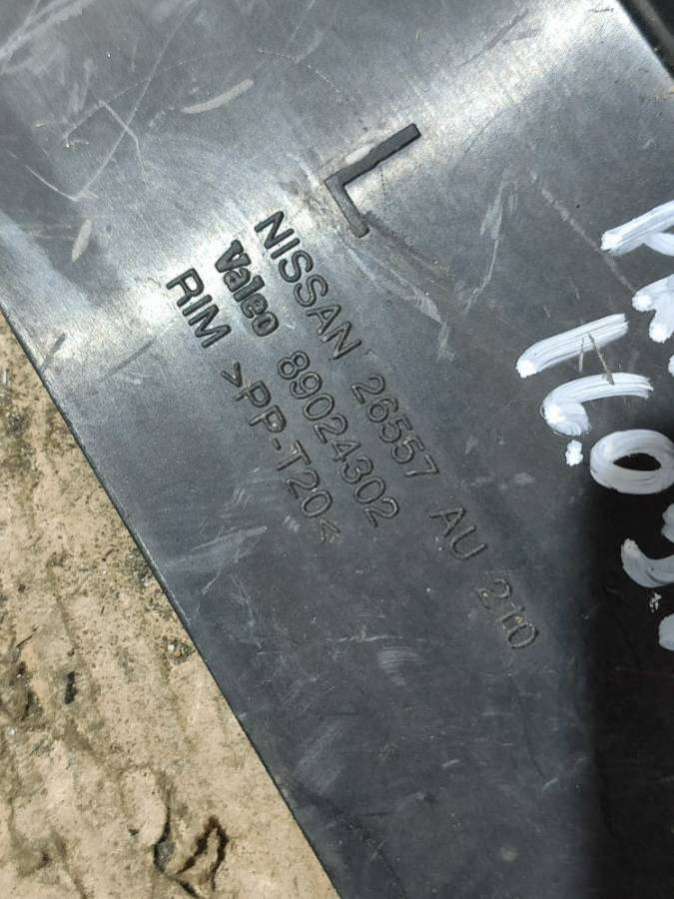 L
NISSAN 26557 AU 210
Valeo 89024302
RIM >PP-T20<